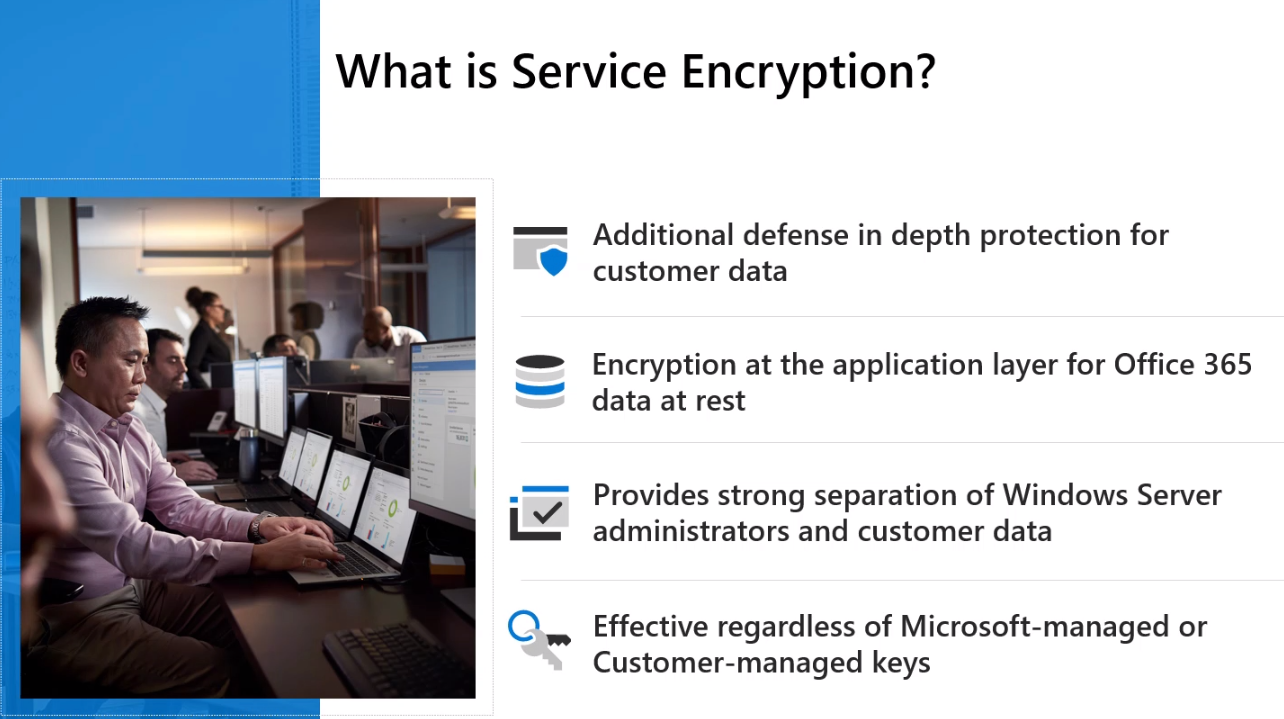 What is Service Encryption?
Additional defense in depth protection for
customer data
Encryption at the application layer for Office 365
data at rest
Provides strong separation of Windows Server
administrators and customer data
Effective regardless of Microsoft-managed or
Customer-managed keys